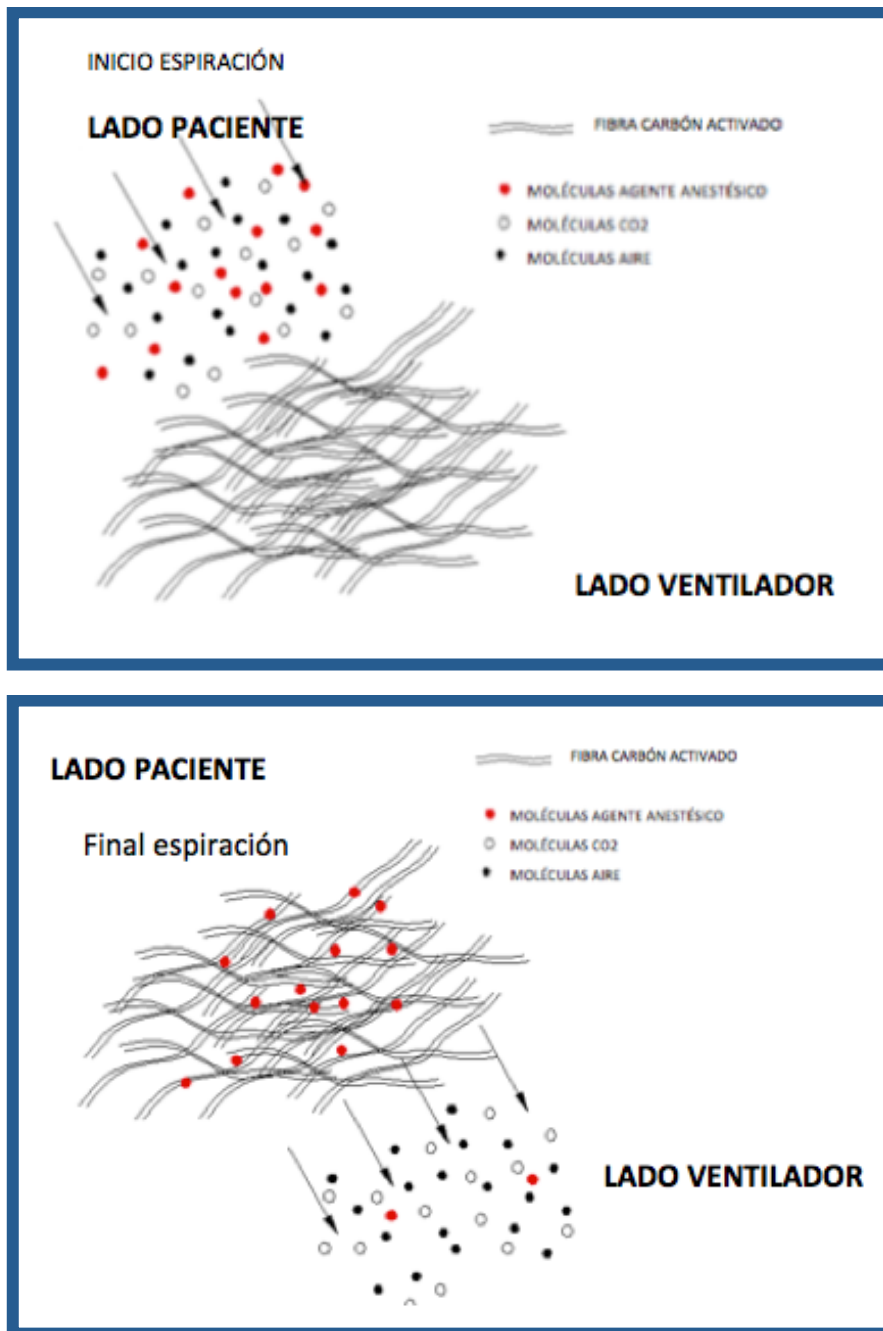 INICIO ESPIRACIÓN
LADO PACIENTE
FIBRA CARBÓN ACTIVADO
MOLÉCULAS AGENTE ANESTÉSICO
MOLÉCULAS CO2
MOLÉCULAS AIRE
LADO VENTILADOR
LADO PACIENTE
FIBRA CARBÓN ACTIVADO
MOLÉCULAS AGENTE ANESTÉSICO
MOLÉCULAS CO2
MOLÉCULAS AIRE
Final espiración
LADO VENTILADOR